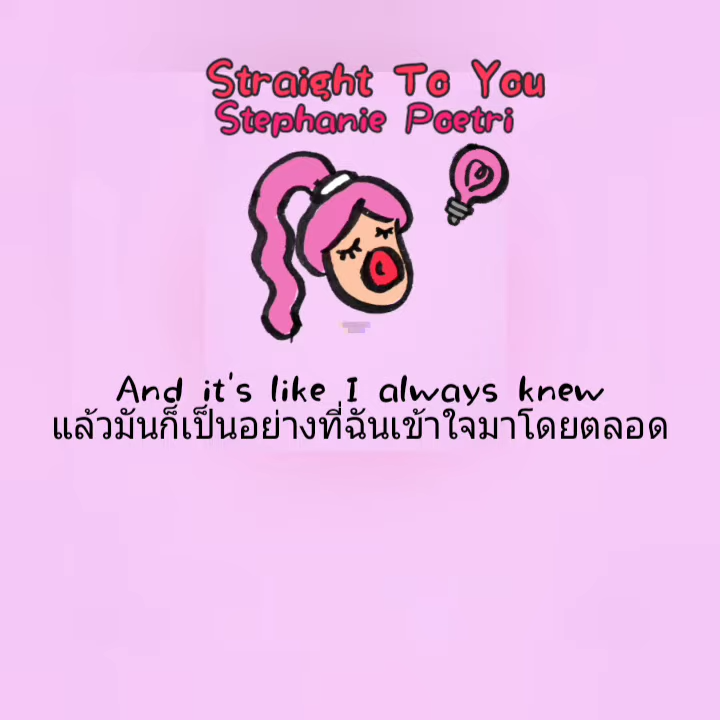 Straight To You
Stephanie Poetri
And it's like I always knew
แล้วมันก็เป็นอย่างที่ฉันเข้าใจมาโดยตลอด